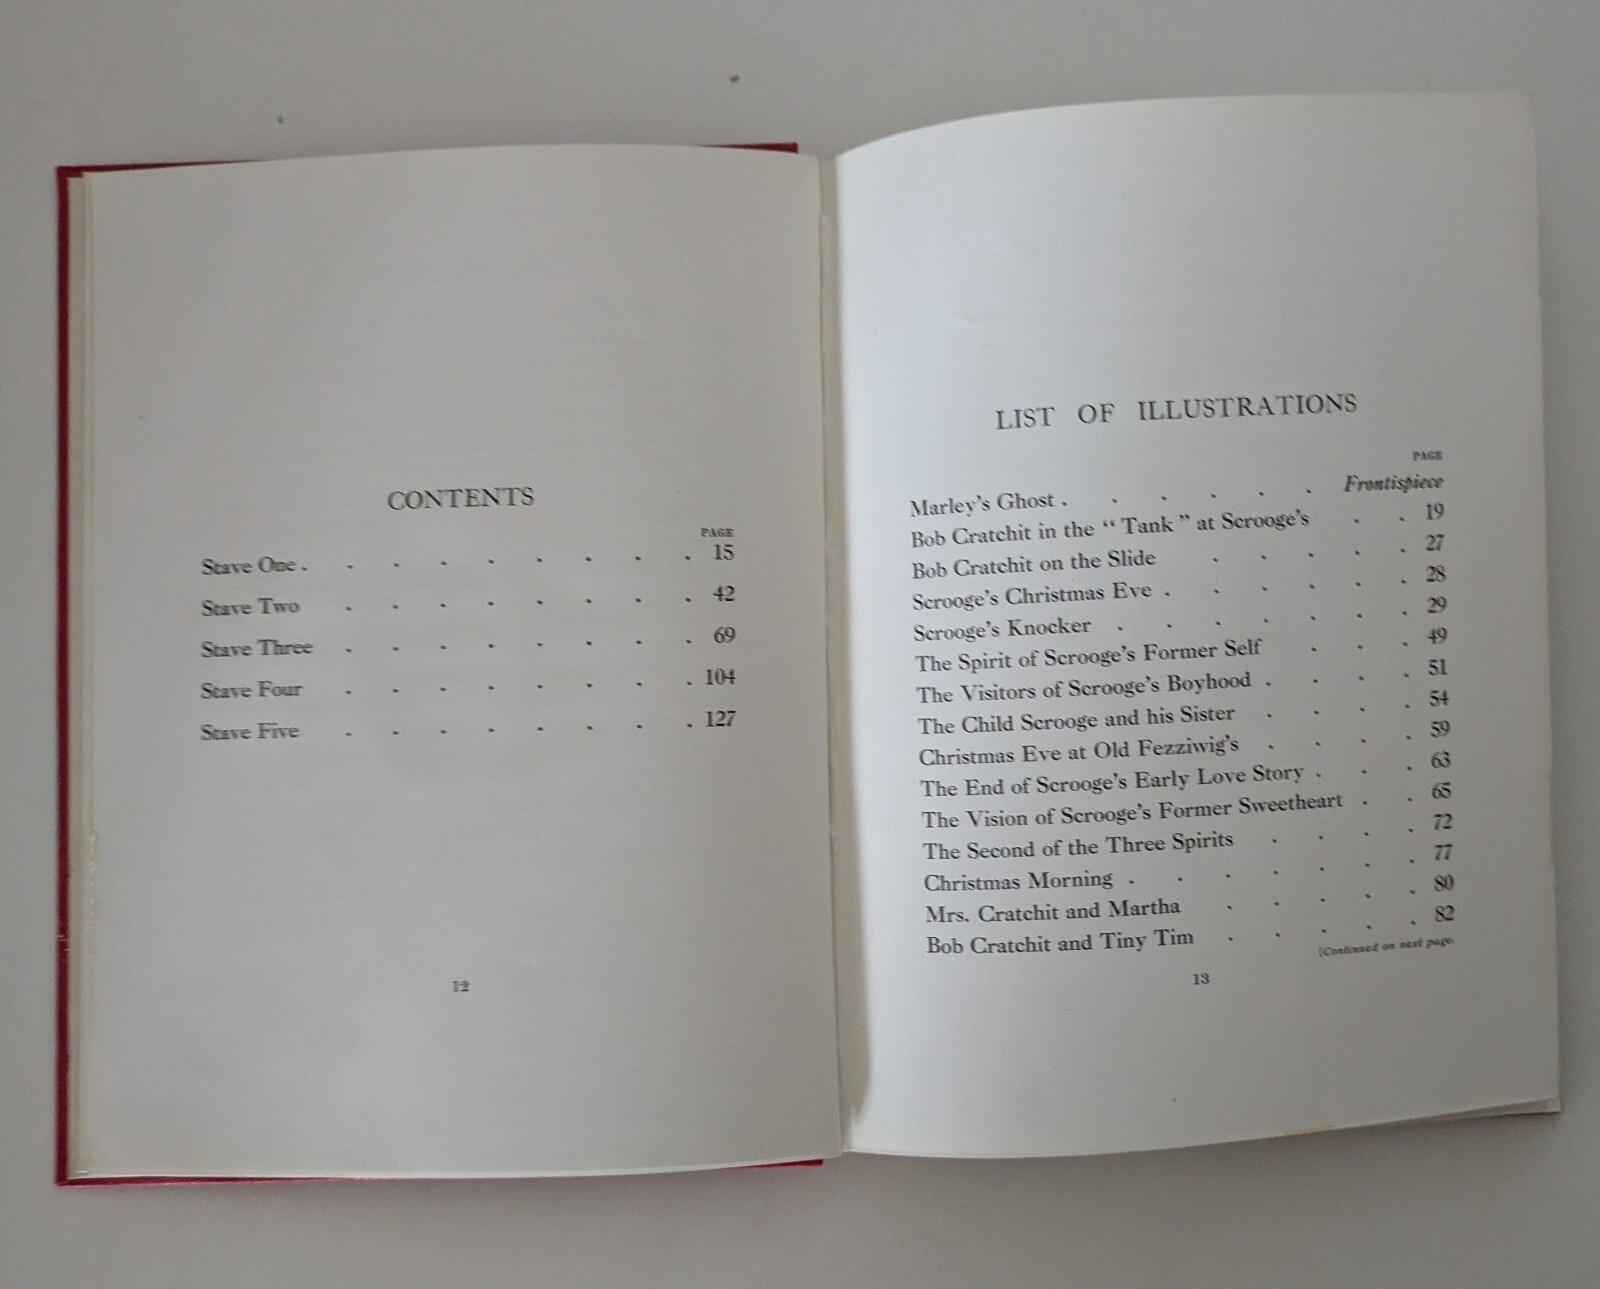 CONTENTS
PAGE
Stave One . . . . . . . . . 15
Stave Two . . . . . . . . 42
Stave Three . . . . . . . . 69
Stave Four . . . . . . . . 104
Stave Five . . . . . . . . 127
12
LIST OF ILLUSTRATIONS
PAGE
Marley's Ghost . . . . . . Frontispiece
Bob Cratchit in the “Tank” at Scrooge's . . 19
Bob Cratchit on the Slide . . . . . 27
Scrooge's Christmas Eve . . . . . . 28
Scrooge's Knocker . . . . . . . 29
The Spirit of Scrooge's Former Self . . . 49
The Visitors of Scrooge's Boyhood . . . . 51
The Child Scrooge and his Sister . . . . 54
Christmas Eve at Old Fezziwig's . . . . 59
The End of Scrooge's Early Love Story . . . 63
The Vision of Scrooge's Former Sweetheart . . 65
The Second of the Three Spirits . . . . 72
Christmas Morning . . . . . . . 77
Mrs. Cratchit and Martha . . . . . 80
Bob Cratchit and Tiny Tim . . . . . 82
[Continued on next page.
13